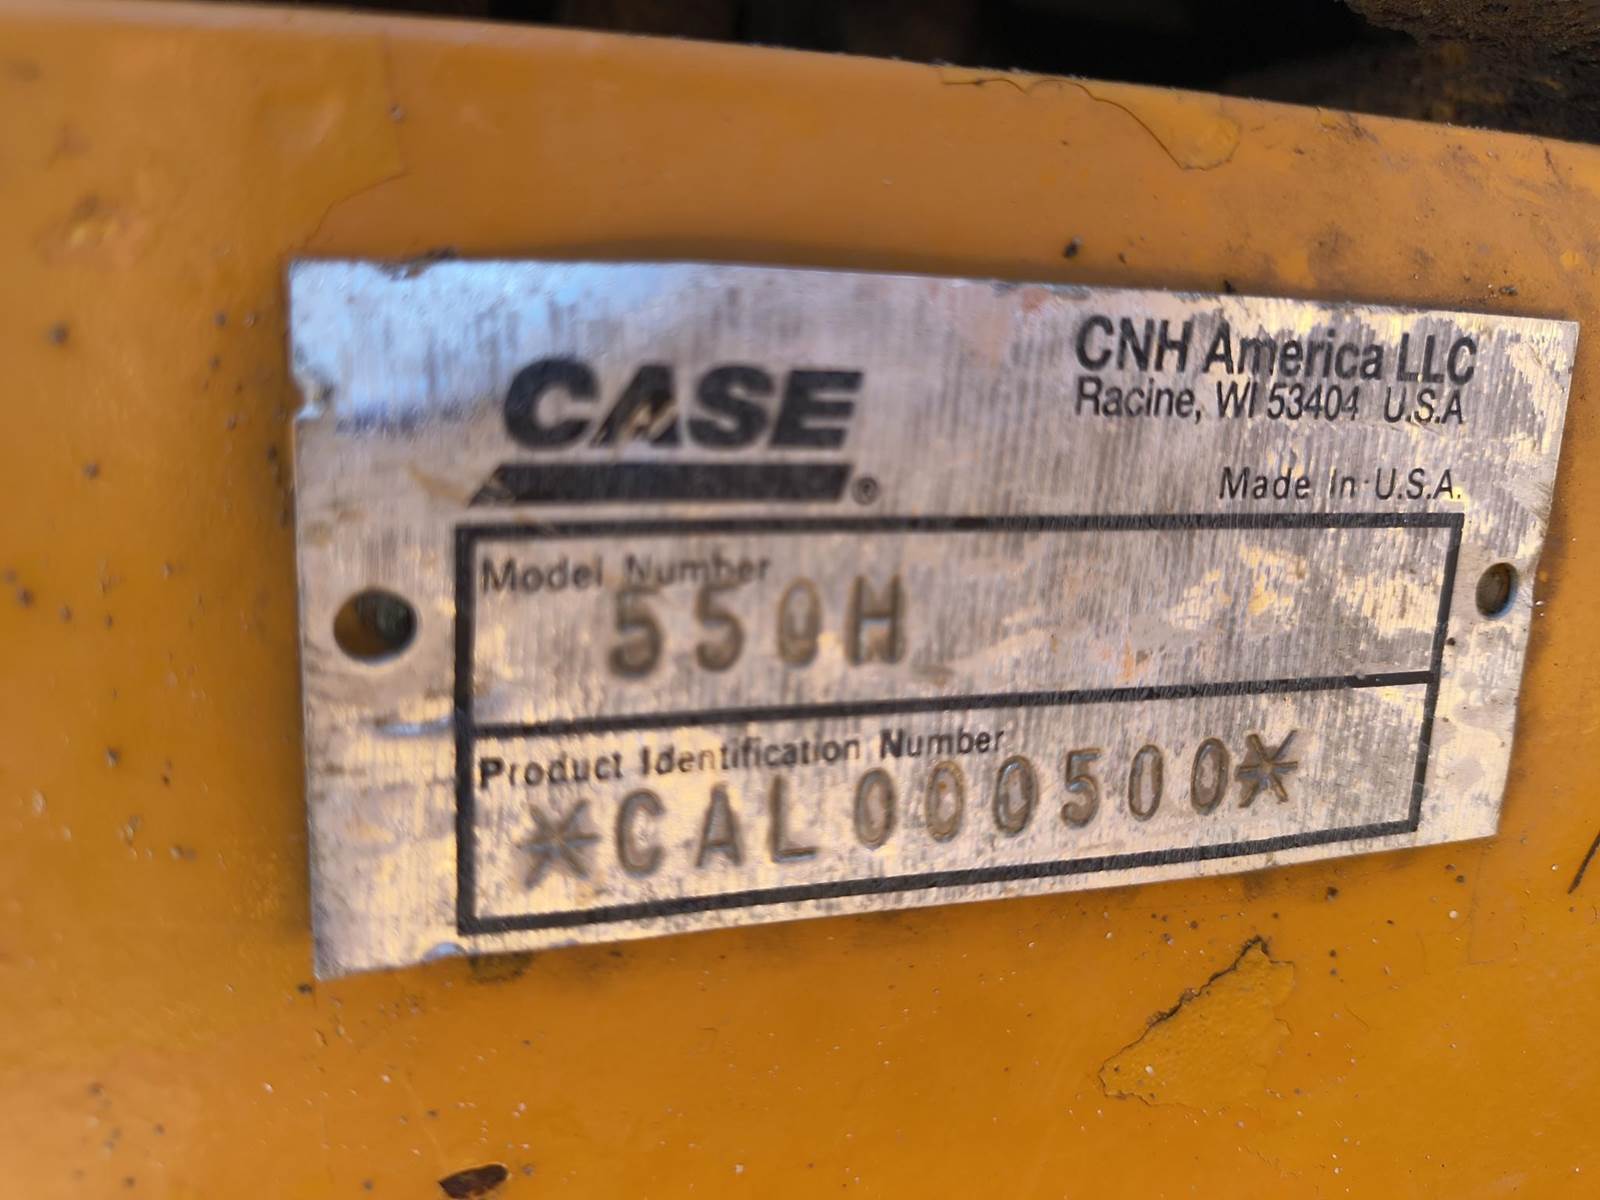 CASE®
CNH America LLC
Racine, WI 53404 U.S.A
Made In U.S.A.
Model Number
550H
Product Identification Number
*CAL000500*